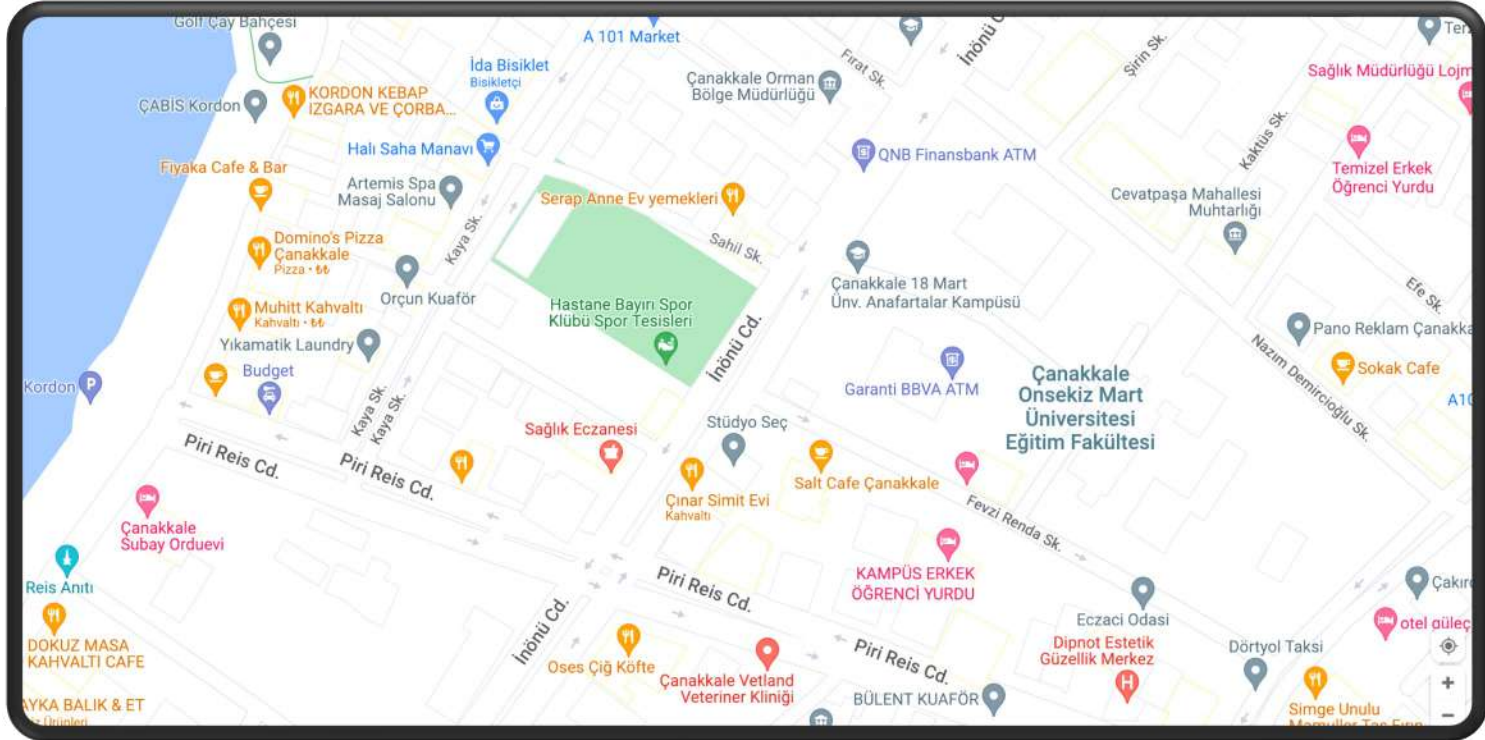 Golf Çay Bahçesi
A 101 Market
İnönü C
Terz
İda Bisiklet
Bisikletçi
Fırat Sk.
Şirin Sk.
Çanakkale Orman
Bölge Müdürlüğü
Sağlık Müdürlüğü Lojm
ÇABİS Kordon
KORDON KEBAP
IZGARA VE ÇORBA...
Halı Saha Manavı
QNB Finansbank ATM
Kaktüs Sk.
Temizel Erkek
Öğrenci Yurdu
Fiyaka Cafe & Bar
Artemis Spa
Masaj Salonu
Serap Anne Ev yemekleri
Cevatpaşa Mahallesi
Muhtarlığı
Kaya Sk.
Sahil Sk.
Domino's Pizza
Çanakkale
Pizza · ₺₺
Orçun Kuaför
Çanakkale 18 Mart
Ünv. Anafartalar Kampüsü
Efe Sk.
Muhitt Kahvaltı
Kahvaltı · ₺₺
Hastane Bayırı Spor
Klübü Spor Tesisleri
İnönü Cd.
Pano Reklam Çanakka
Yıkamatik Laundry
Nazım Demircioğlu Sk.
Sokak Cafe
Kordon
P
Budget
Garanti BBVA ATM
Çanakkale
Onsekiz Mart
Üniversitesi
Eğitim Fakültesi
A10
Kaya Sk.
Kaya Sk.
Sağlık Eczanesi
Stüdyo Seç
Piri Reis Cd.
Piri Reis Cd.
Salt Cafe Çanakkale
Çınar Simit Evi
Kahvaltı
Fevzi Renda Sk.
Çanakkale
Subay Orduevi
Reis Anıtı
Piri Reis Cd.
KAMPÜS ERKEK
ÖĞRENCİ YURDU
Eczaci Odasi
Çakır
otel güleç
DOKUZ MASA
KAHVALTI CAFE
İnönü Cd.
Oses Çiğ Köfte
Çanakkale Vetland
Veteriner Kliniği
Piri Reis Cd.
Dipnot Estetik
Güzellik Merkez
H
Dörtyol Taksi
BÜLENT KUAFÖR
AYKA BALIK & ET
Ürünleri
Simge Unulu
Mamuller Taş Fırın
+
−